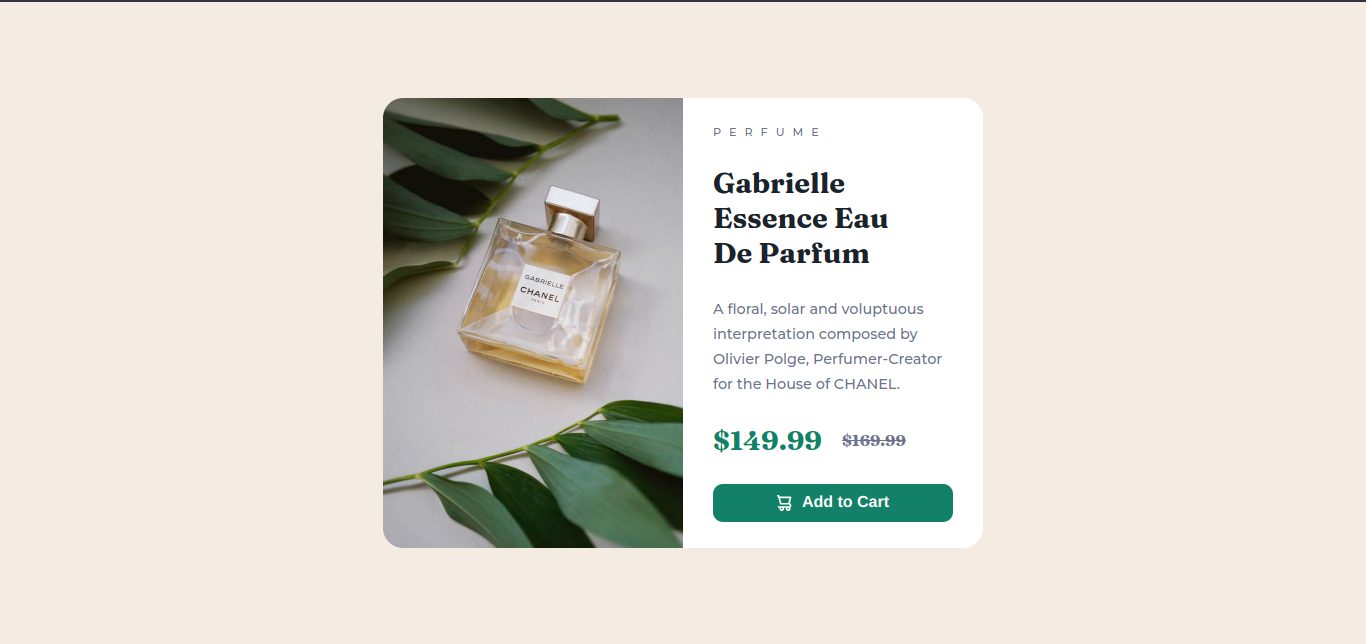 PERFUME
Gabrielle
Essence Eau
De Parfum
A floral, solar and voluptuous
interpretation composed by
Olivier Polge, Perfumer-Creator
for the House of CHANEL.
$149.99 $169.99
Add to Cart
GABRIELLE
CHANEL
PARIS